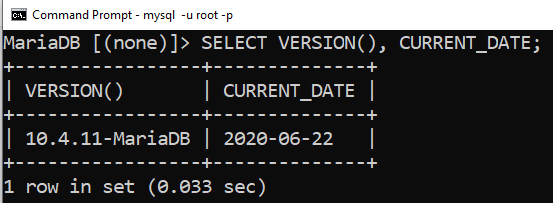 Command Prompt - mysql  -u root -p
MariaDB [(none)]> SELECT VERSION(), CURRENT_DATE;
+-----------------+--------------+
| VERSION()       | CURRENT_DATE |
+-----------------+--------------+
| 10.4.11-MariaDB | 2020-06-22   |
+-----------------+--------------+
1 row in set (0.033 sec)